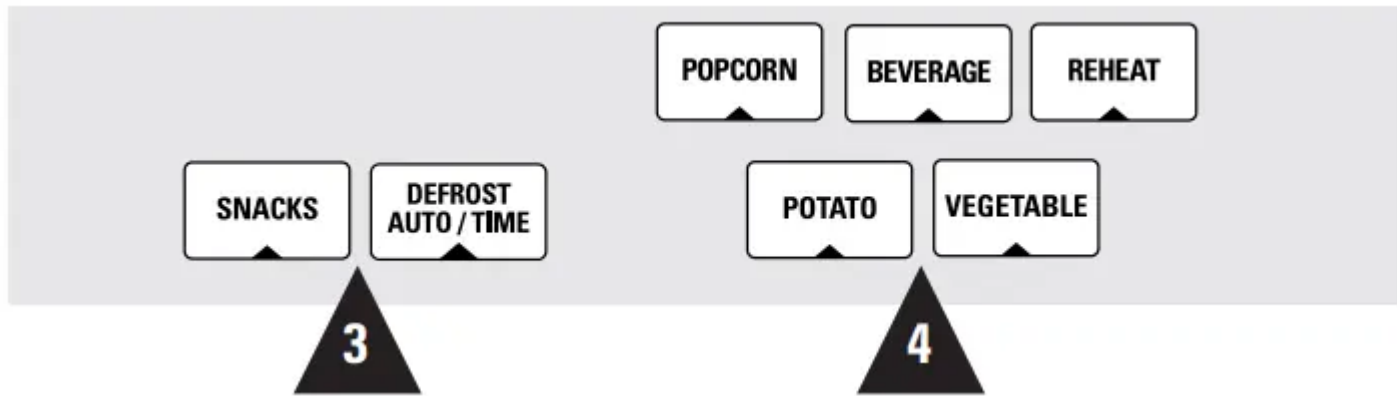 POPCORN
BEVERAGE
REHEAT
SNACKS
DEFROST
AUTO / TIME
POTATO
VEGETABLE
3
4